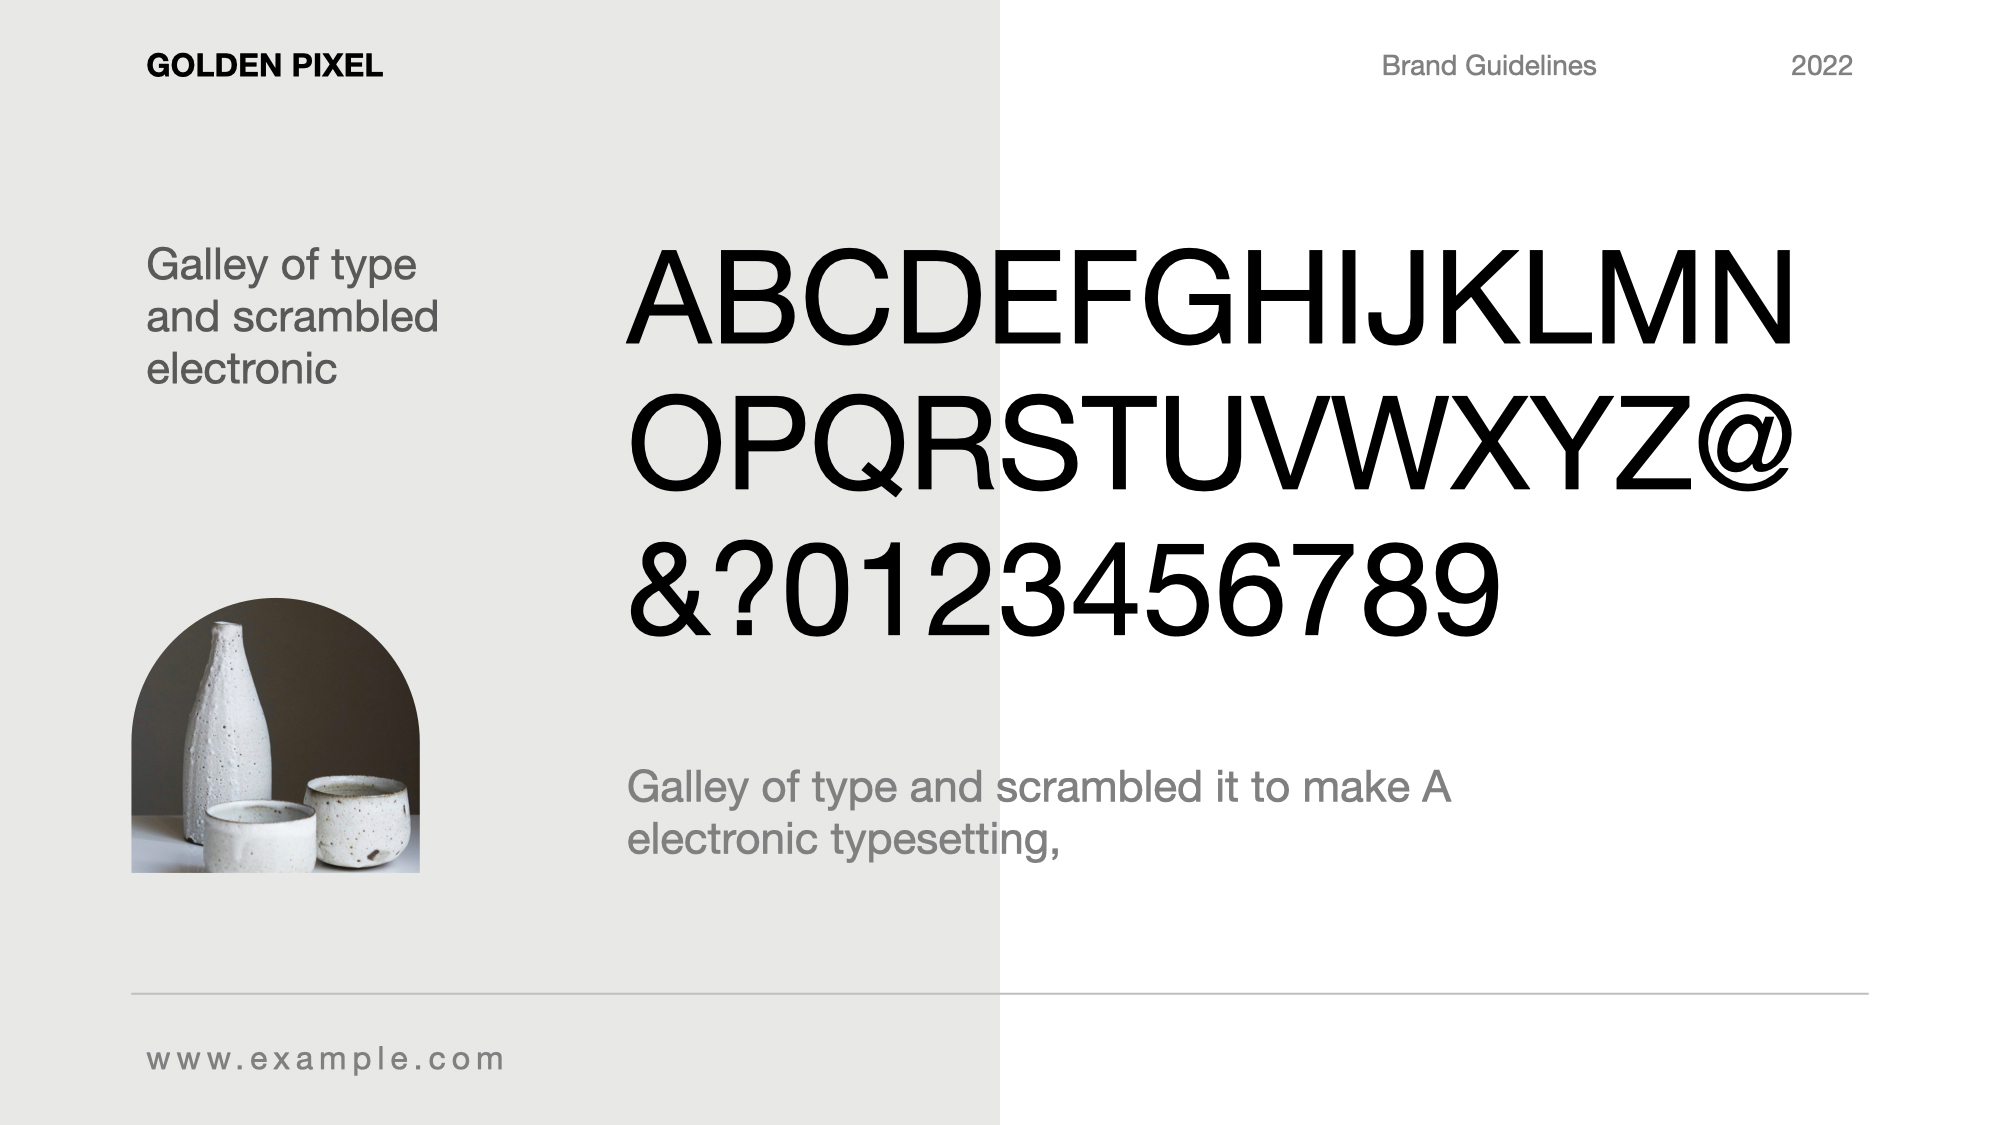 GOLDEN PIXEL
Brand Guidelines
2022
Galley of type
and scrambled
electronic
ABCDEFGHIJKLMN
OPQRSTUVWXYZ@
&?0123456789
Galley of type and scrambled it to make A
electronic typesetting,
www.example.com